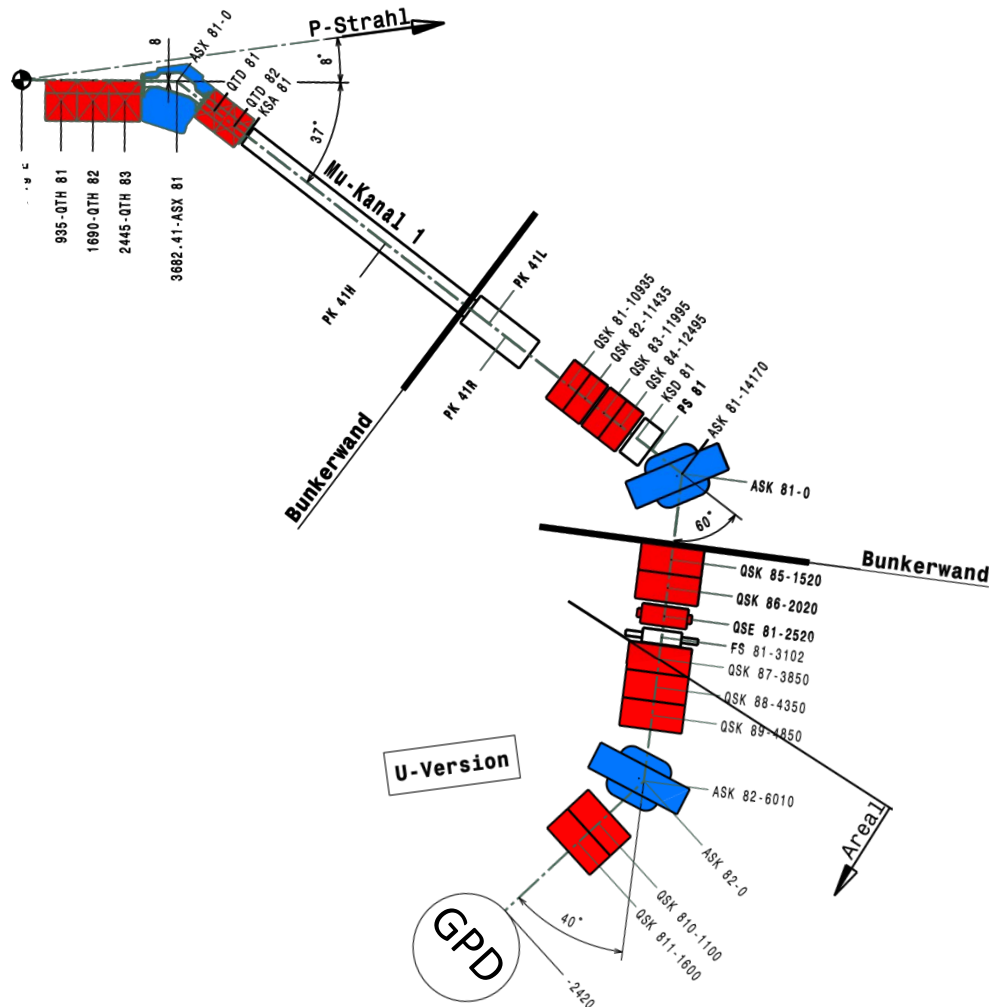 P-Strahl
8
ASX 81-0
8°
QTD 81
QTD 82
KSA 81
37°
935-QTH 81
1690-QTH 82
2445-QTH 83
3682.41-ASX 81
Mu-Kanal 1
PK 41H
PK 41L
PK 41R
Bunkerwand
QSK 81-10935
QSK 82-11435
QSK 83-11995
QSK 84-12495
KSD 81
PS 81
ASK 81-14170
ASK 81-0
60°
Bunkerwand
QSK 85-1520
QSK 86-2020
QSE 81-2520
FS 81-3102
QSK 87-3850
QSK 88-4350
QSK 89-4850
U-Version
ASK 82-6010
Areal
ASK 82-0
QSK 810-1100
QSK 811-1600
40°
GPD
-2420